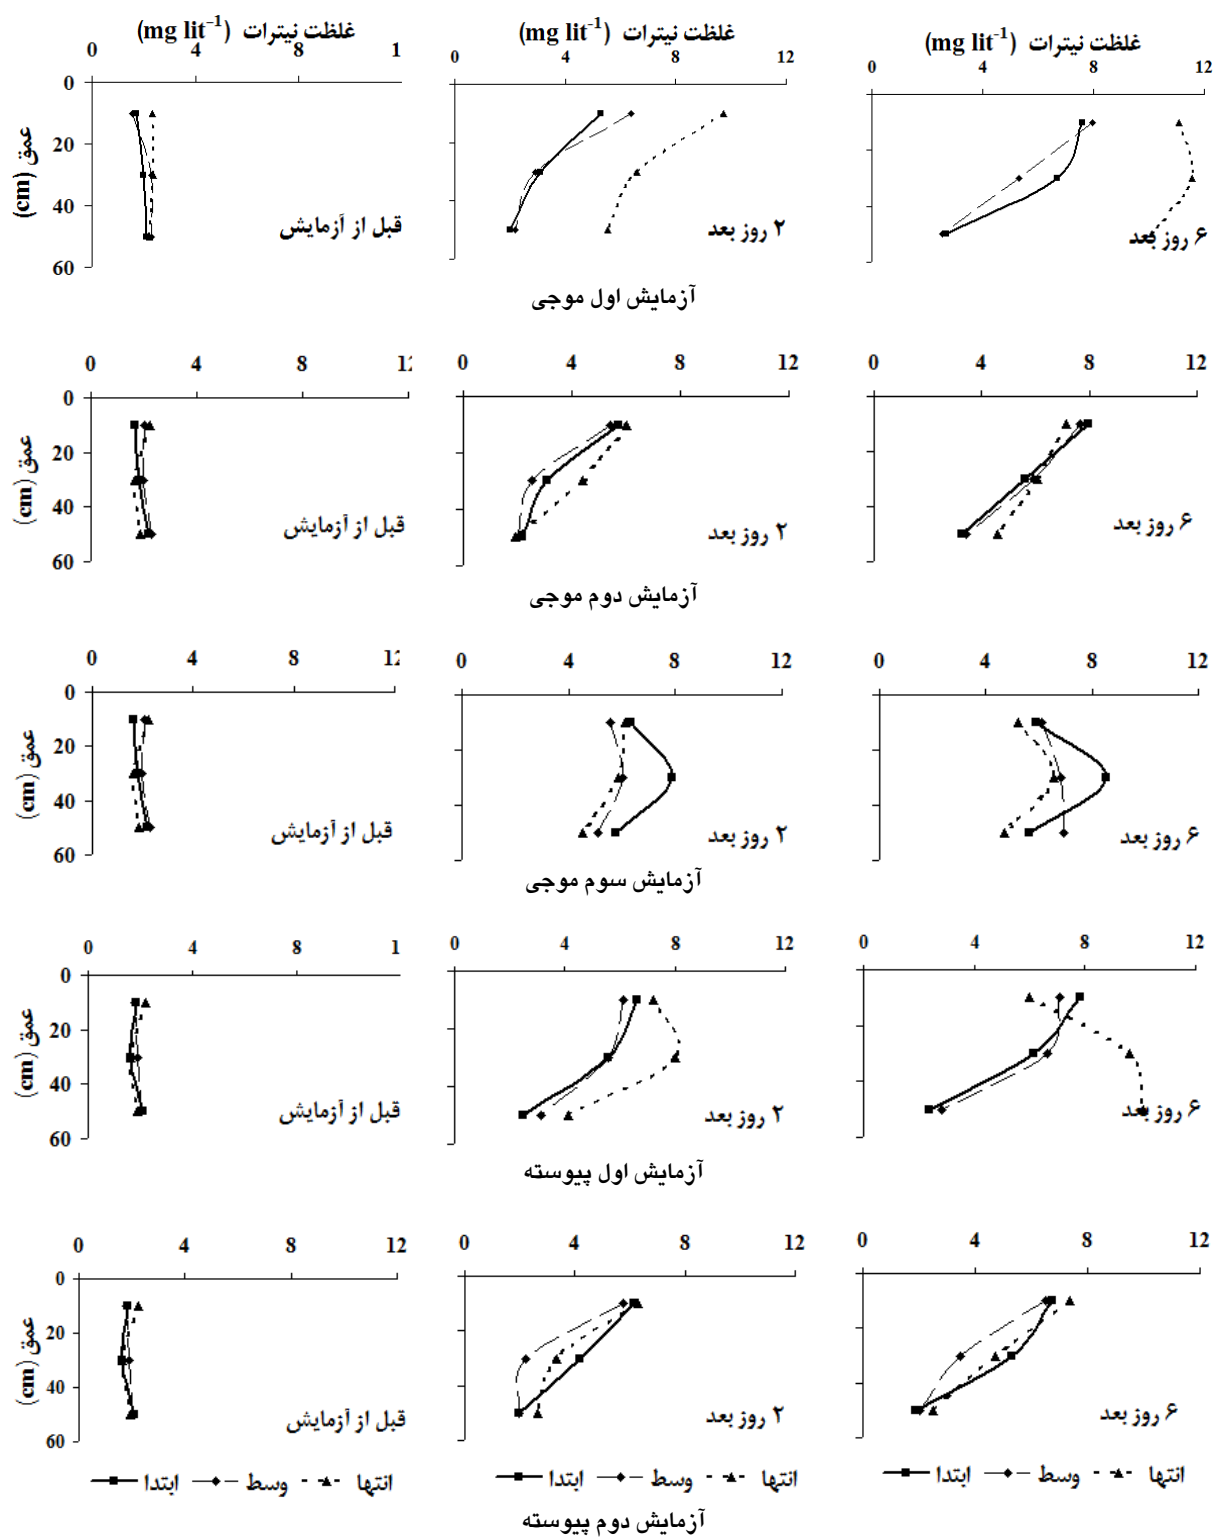 غلظت نیترات (mg lit⁻¹)
غلظت نیترات (mg lit⁻¹)
غلظت نیترات (mg lit⁻¹)
0 4 8 1
0 4 8 12
0 4 8 12
0
20
40
60
عمق (cm)
قبل از آزمایش
۲ روز بعد
۶ روز بعد
آزمایش اول موجی
0 4 8 12
0 4 8 12
0 4 8 12
0
20
40
60
عمق (cm)
قبل از آزمایش
۲ روز بعد
۶ روز بعد
آزمایش دوم موجی
0 4 8 12
0 4 8 12
0 4 8 12
0
20
40
60
عمق (cm)
قبل از آزمایش
۲ روز بعد
۶ روز بعد
آزمایش سوم موجی
0 4 8 1
0 4 8 12
0 4 8 12
0
20
40
60
عمق (cm)
قبل از آزمایش
۲ روز بعد
۶ روز بعد
آزمایش اول پیوسته
0 4 8 12
0 4 8 12
0 4 8 12
0
20
40
60
عمق (cm)
قبل از آزمایش
۲ روز بعد
۶ روز بعد
ابتدا وسط انتها
ابتدا وسط انتها
ابتدا وسط انتها
آزمایش دوم پیوسته